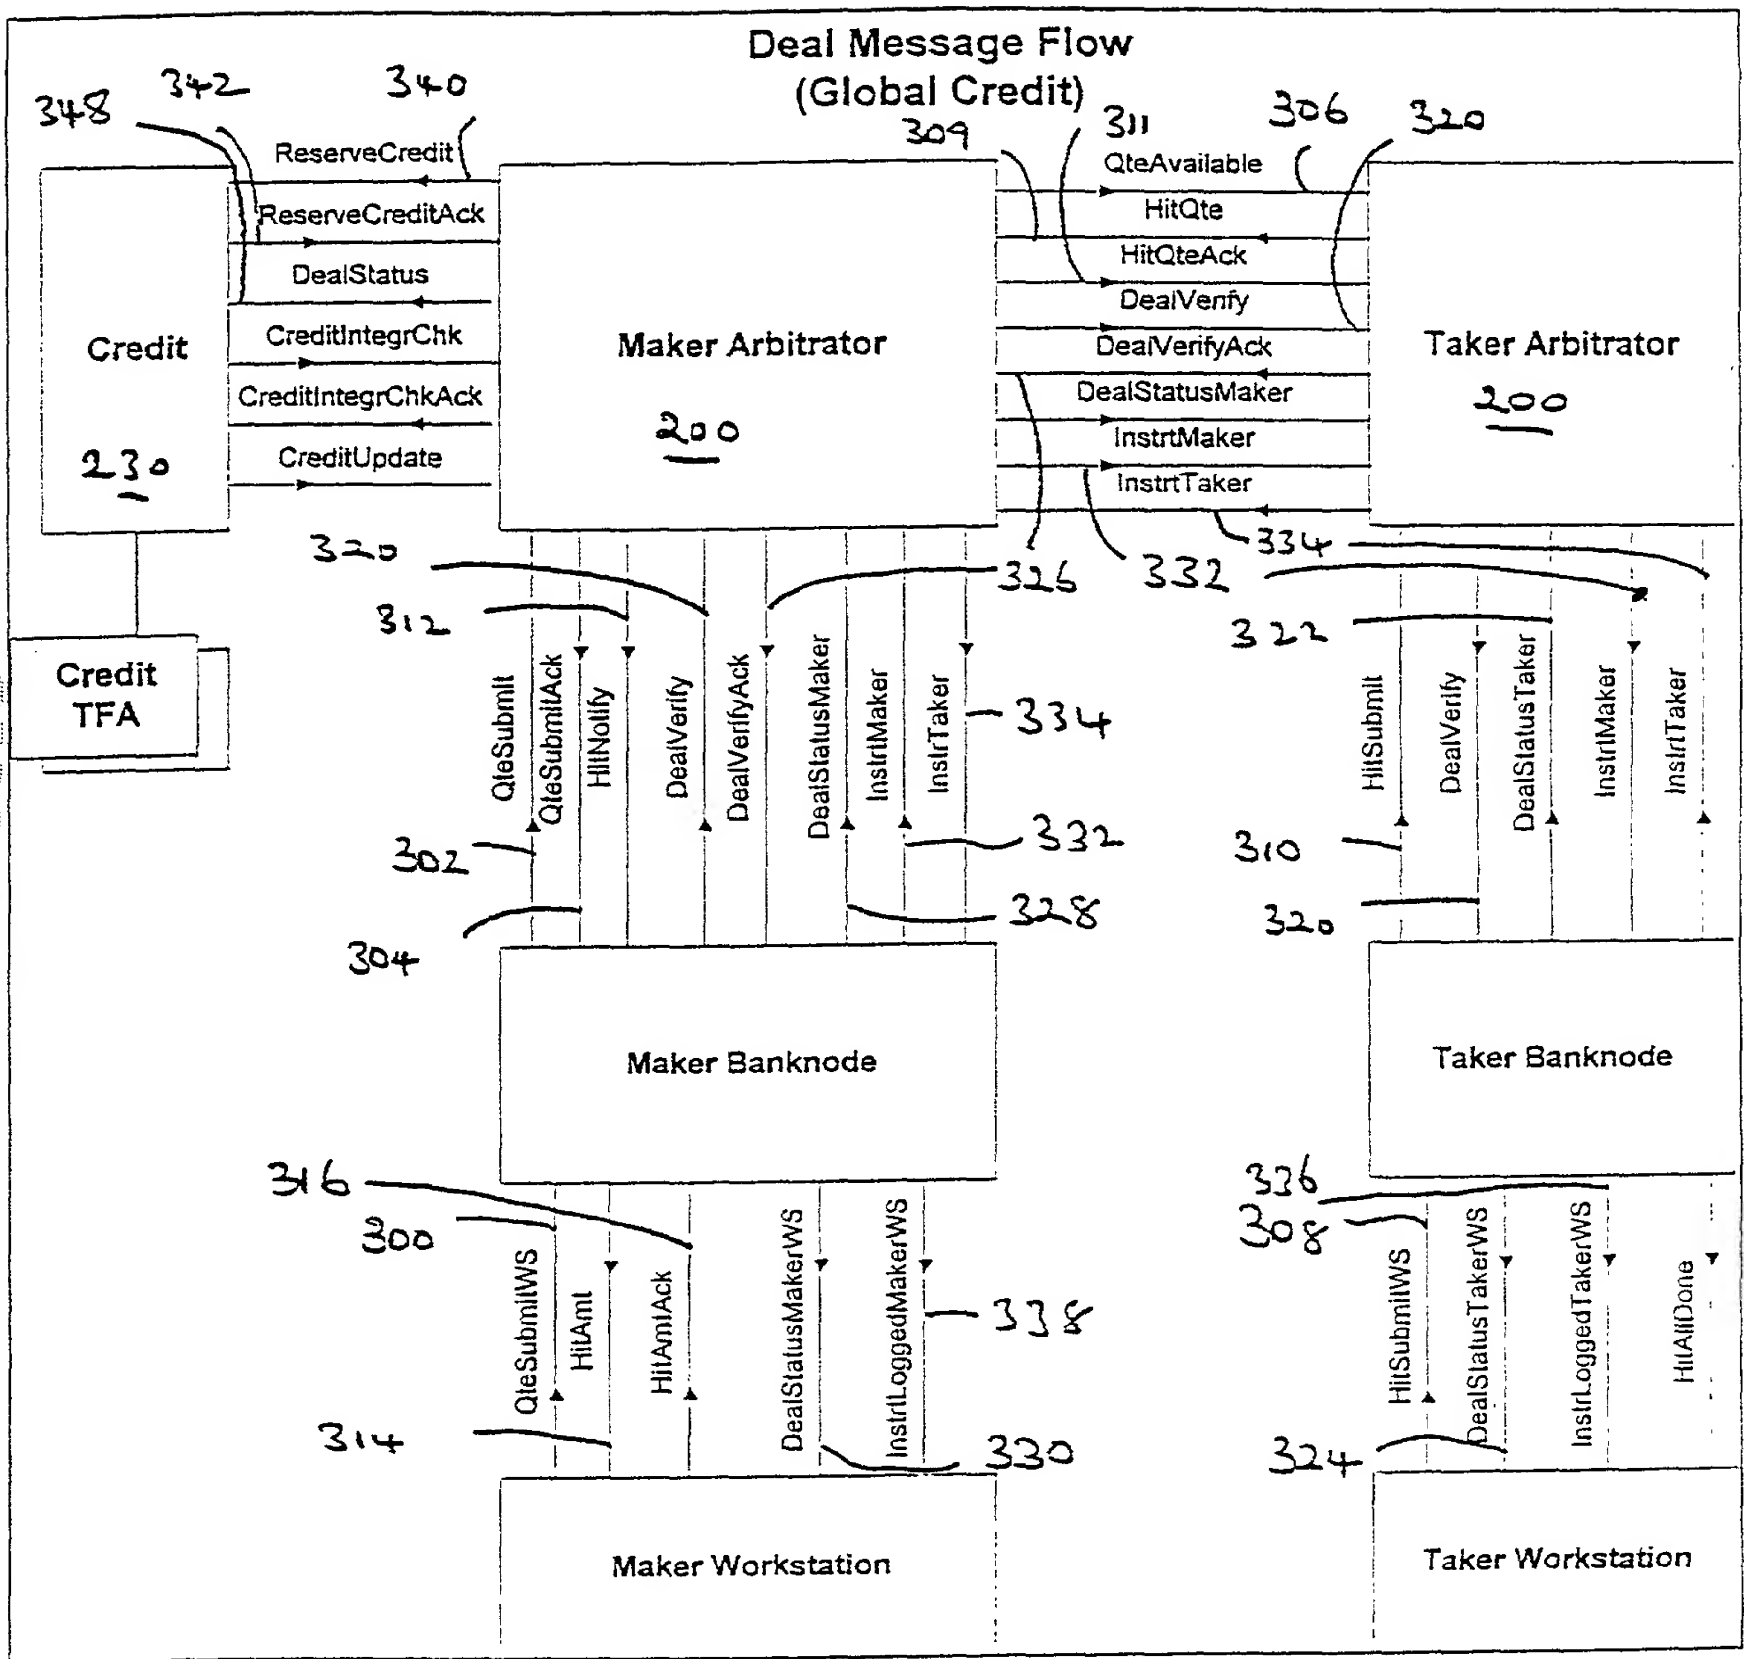 Deal Message Flow
(Global Credit)
348
342
340
309
311
306
320
ReserveCredit
ReserveCreditAck
DealStatus
CreditIntegrChk
CreditIntegrChkAck
CreditUpdate
QteAvailable
HitQte
HitQteAck
DealVerify
DealVerifyAck
DealStatusMaker
InstrtMaker
InstrtTaker
Credit
230
Maker Arbitrator
200
Taker Arbitrator
200
Credit
TFA
320
312
326
332
334
322
QteSubmit
QteSubmitAck
HitNotify
DealVerify
DealVerifyAck
DealStatusMaker
InstrtMaker
InstrTaker
334
332
328
302
304
HitSubmit
DealVerify
DealStatusTaker
InstrtMaker
InstrtTaker
310
320
Maker Banknode
Taker Banknode
316
300
314
QteSubmitWS
HitAmt
HitAmtAck
DealStatusMakerWS
InstrtLoggedMakerWS
338
330
336
308
324
HitSubmitWS
DealStatusTakerWS
InstrLoggedTakerWS
HitAllDone
Maker Workstation
Taker Workstation